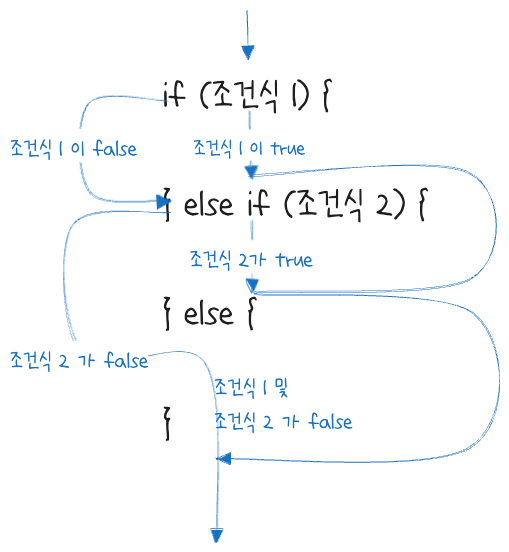 if (조건식 1) {
조건식 1 이 false
조건식 1 이 true
} else if (조건식 2) {
조건식 2가 true
} else {
조건식 2 가 false
조건식 1 및
조건식 2 가 false
}